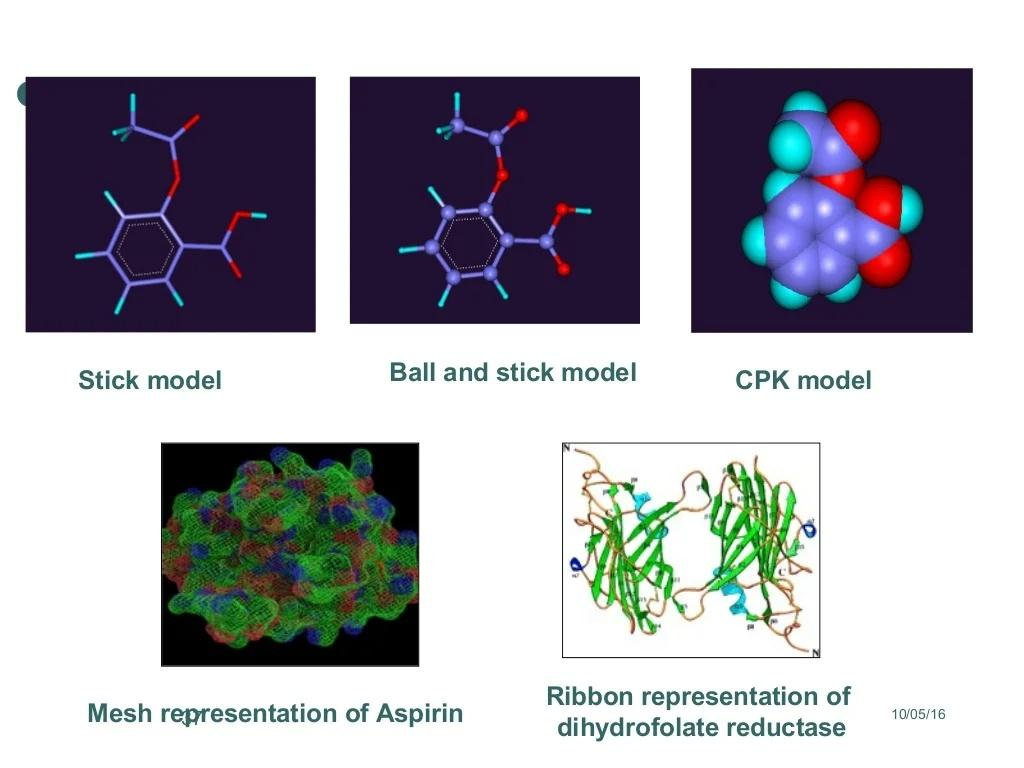 Stick model
Ball and stick model
CPK model
N
C
N
Mesh representation of Aspirin
37
Ribbon representation of
dihydrofolate reductase
10/05/16